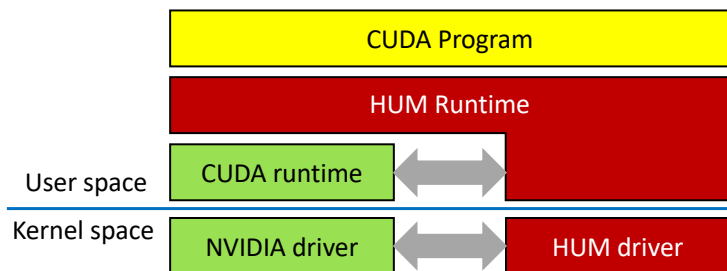 CUDA Program
HUM Runtime
CUDA runtime
User space
Kernel space
NVIDIA driver
HUM driver